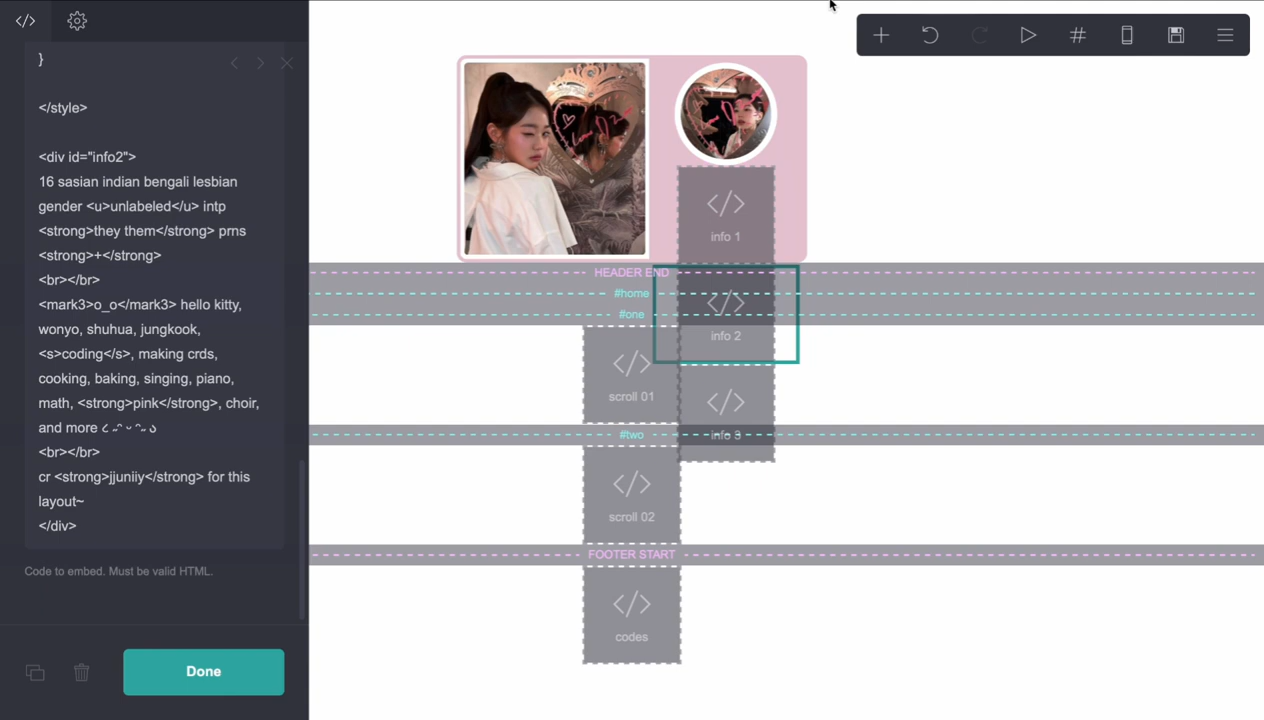 }
</style>
<div id="info2">
16 sasian indian bengali lesbian
gender <u>unlabeled</u> intp
<strong>they them</strong> prns
<strong>+</strong>
<br></br>
<mark3>o_o</mark3> hello kitty,
wonyo, shuhua, jungkook,
<s>coding</s>, making crds,
cooking, baking, singing, piano,
math, <strong>pink</strong>, choir,
and more
<br></br>
cr <strong>jjuniiy</strong> for this
layout~
</div>
Code to embed. Must be valid HTML.
Done
info 1
HEADER END
#home
#one
info 2
scroll 01
info 3
#two
scroll 02
FOOTER START
codes